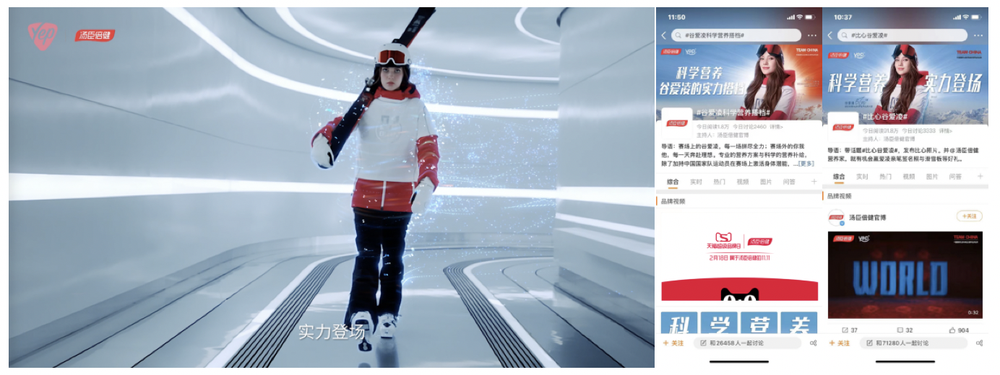 Yep
汤臣倍健
实力登场
11:50
#谷爱凌科学营养搭档#
汤臣倍健 yep
TEAM CHINA
科学营养
谷爱凌的实力搭档
#谷爱凌科学营养搭档#
汤臣倍健
今日阅读1.8万 今日讨论2460 详情>
主持人：汤臣倍健官博
导语：赛场上的谷爱凌，每一场拼尽全力；赛场外的你我
他，每一天奔赴理想。专业的营养方案与科学的营养补给。
除了加持中国国家队运动员在赛场上激活身体潜能，...[更多]
综合 实时 热门 视频 图片 问答 +
品牌视频
天猫超级品牌日 汤臣倍健
2月18日 属于汤臣倍健的11.11
科学营养
+ 关注
和26458人一起讨论
10:37
#比心谷爱凌#
汤臣倍健 yep
TEAM CHINA
科学营养 实力登场
#比心谷爱凌#
汤臣倍健
今日阅读31.8万 今日讨论3333 详情>
主持人：汤臣倍健官博
导语：带话题#比心谷爱凌#，发布比心照片，并@汤臣倍健
营养家，就有机会赢爱凌亲笔签名照与滑雪板等好礼。
综合 实时 热门 视频 图片 问答 +
品牌视频
汤臣倍健官博
+关注
汤臣倍健 yep
TEAM CHINA
WORLD
0:32
37 32 904
+ 关注
和71280人一起讨论